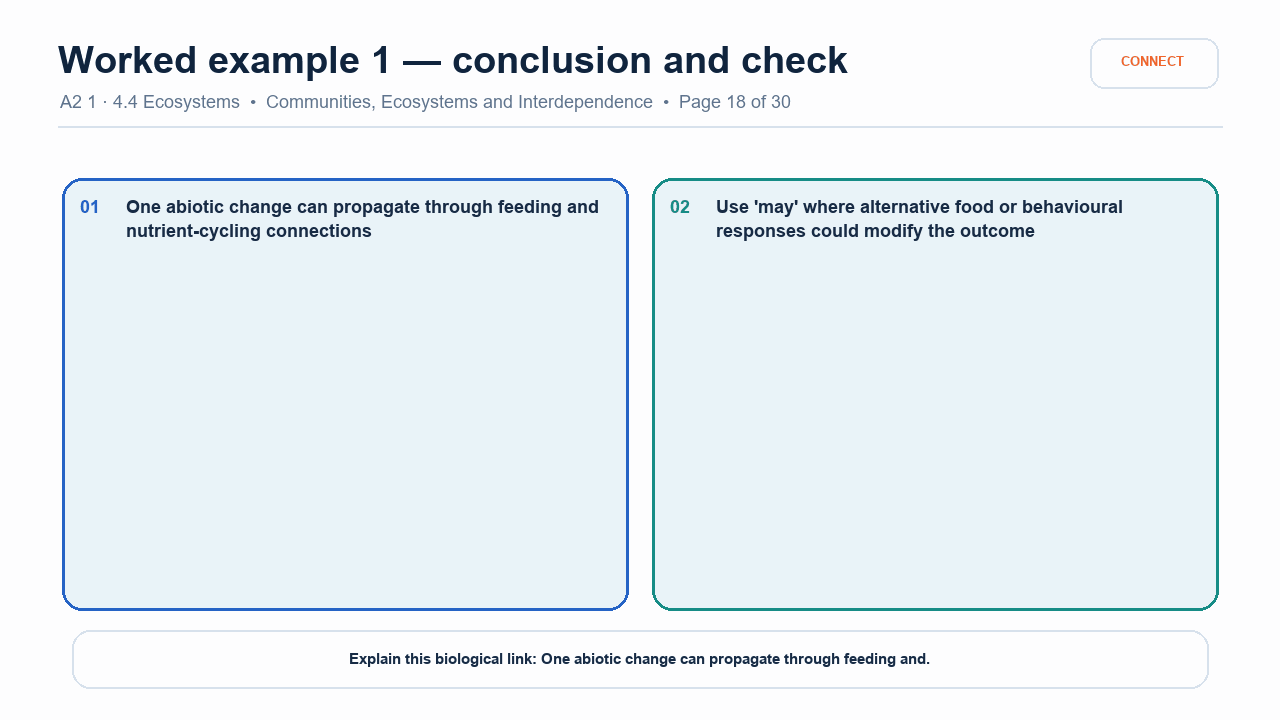 Worked example 1 — conclusion and check
CONNECT
A2 1 · 4.4 Ecosystems • Communities, Ecosystems and Interdependence • Page 18 of 30
01 One abiotic change can propagate through feeding and
nutrient-cycling connections
02 Use 'may' where alternative food or behavioural
responses could modify the outcome
Explain this biological link: One abiotic change can propagate through feeding and.